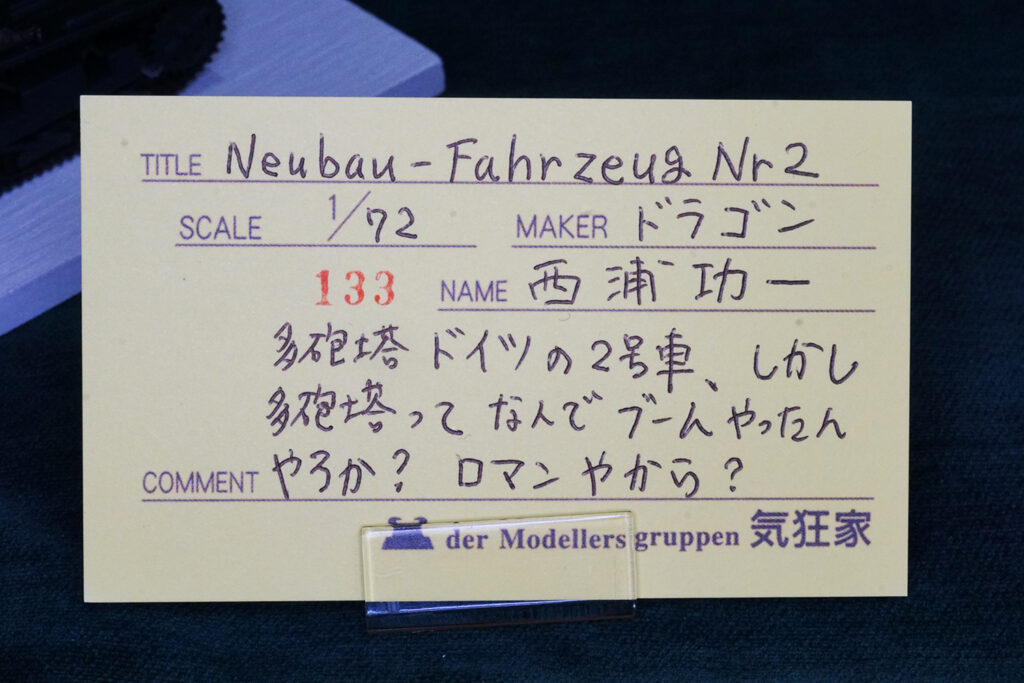 TITLE Neubau-Fahrzeug Nr2
SCALE 1/72 MAKER ドラゴン
133 NAME 西浦功一
多砲塔ドイツの2号車、しかし
多砲塔ってなんでブームやったん
COMMENT やろか？ ロマンやから？
der Modellers gruppen 気狂家